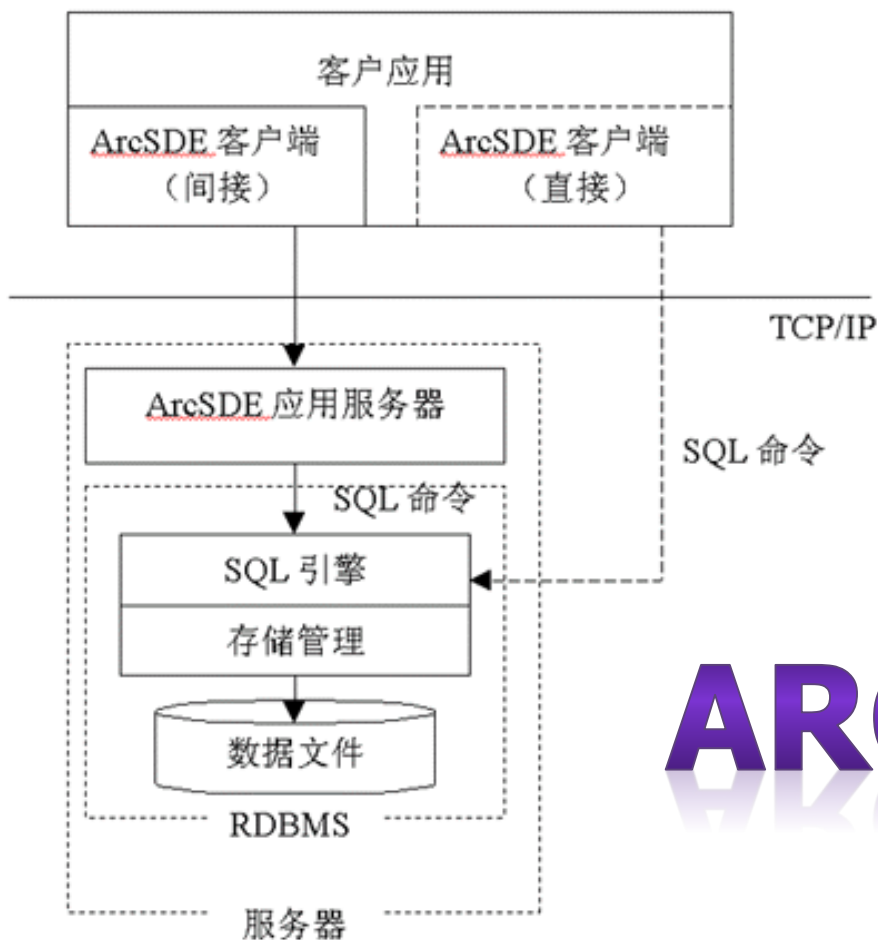 客户应用
ArcSDE 客户端
（间接）
ArcSDE 客户端
（直接）
TCP/IP
ArcSDE 应用服务器
SQL 命令
SQL 命令
SQL 引擎
存储管理
数据文件
RDBMS
服务器